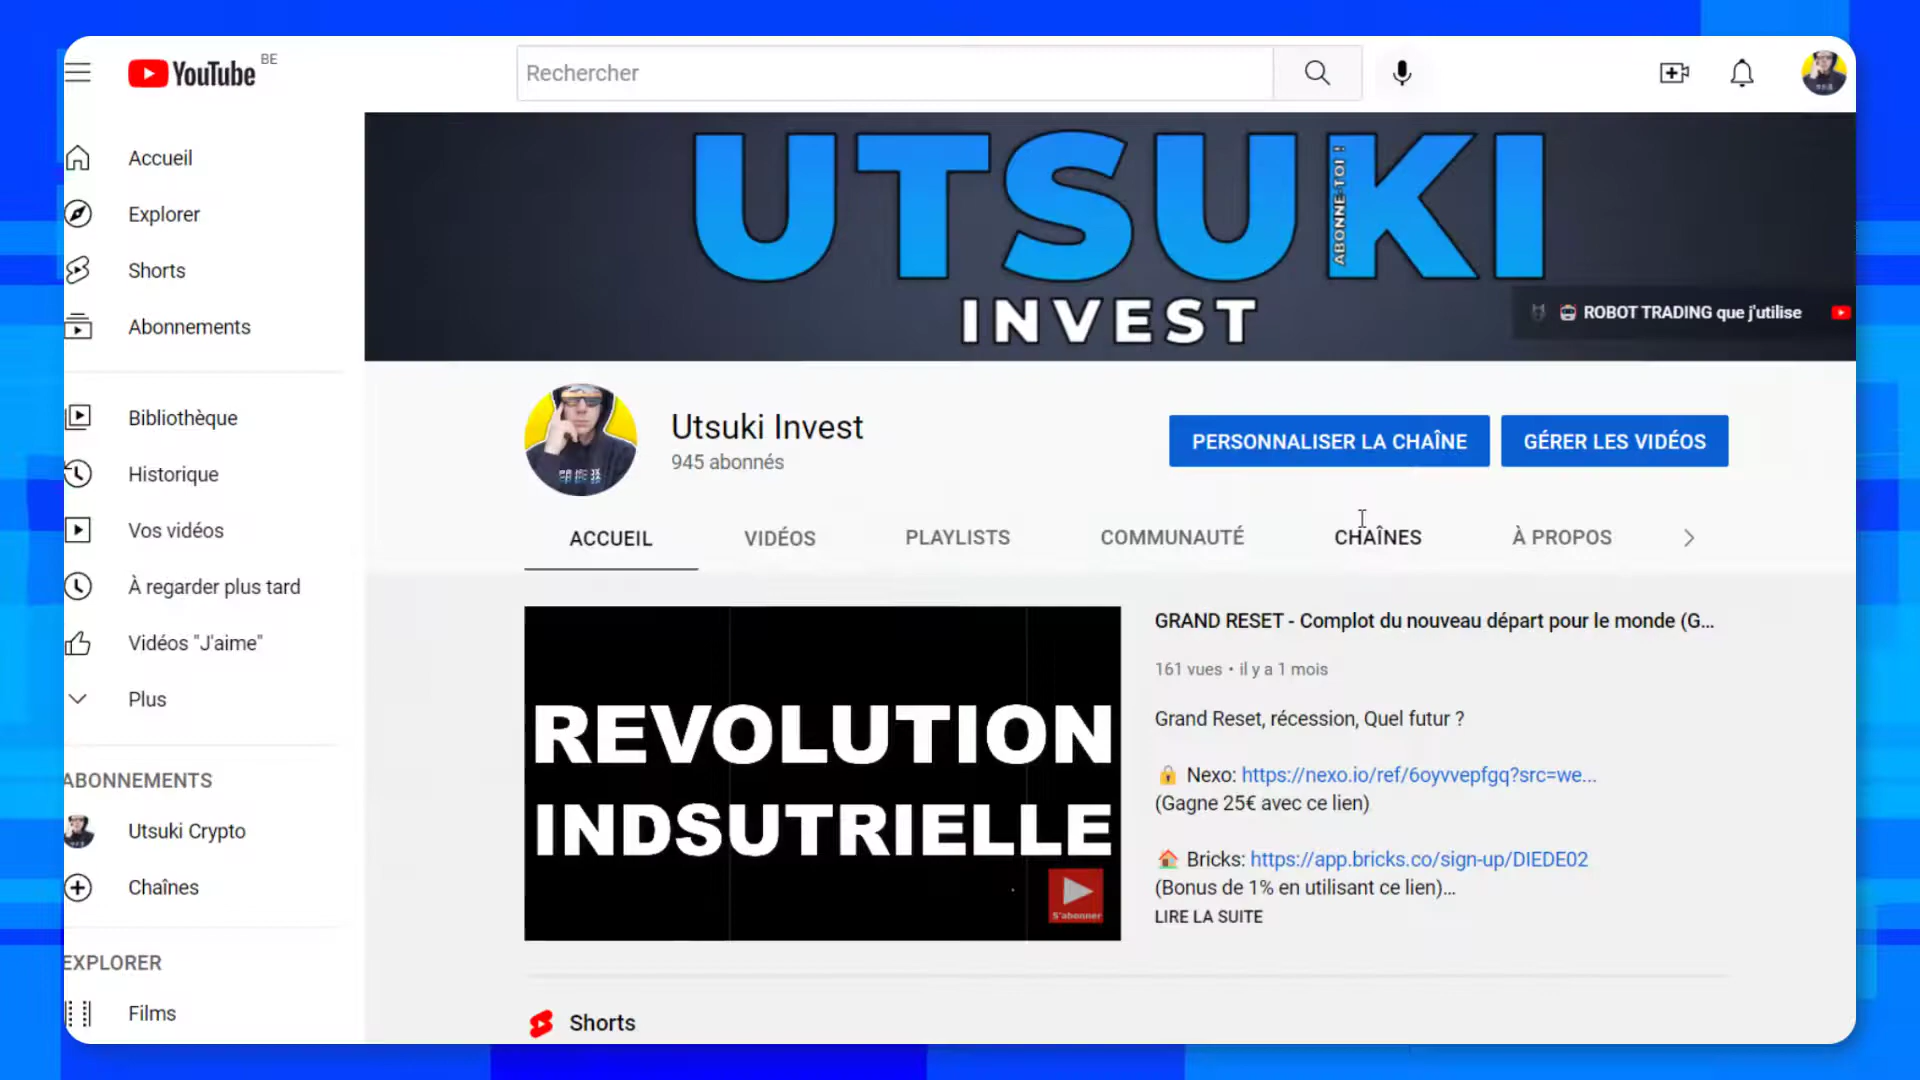 YouTube BE
Rechercher
Accueil
Explorer
Shorts
Abonnements
Bibliothèque
Historique
Vos vidéos
À regarder plus tard
Vidéos "J'aime"
Plus
ABONNEMENTS
Utsuki Crypto
Chaînes
EXPLORER
Films
UTSUKI
ABONNE-TOI !
INVEST
ROBOT TRADING que j'utilise
Utsuki Invest
945 abonnés
PERSONNALISER LA CHAÎNE
GÉRER LES VIDÉOS
ACCUEIL
VIDÉOS
PLAYLISTS
COMMUNAUTÉ
CHAÎNES
À PROPOS
REVOLUTION
INDSUTRIELLE
S'abonner
GRAND RESET - Complot du nouveau départ pour le monde (G...
161 vues • il y a 1 mois
Grand Reset, récession, Quel futur ?
🔒 Nexo: https://nexo.io/ref/6oyvvepfgq?src=we...
(Gagne 25€ avec ce lien)
🏠 Bricks: https://app.bricks.co/sign-up/DIEDE02
(Bonus de 1% en utilisant ce lien)...
LIRE LA SUITE
Shorts